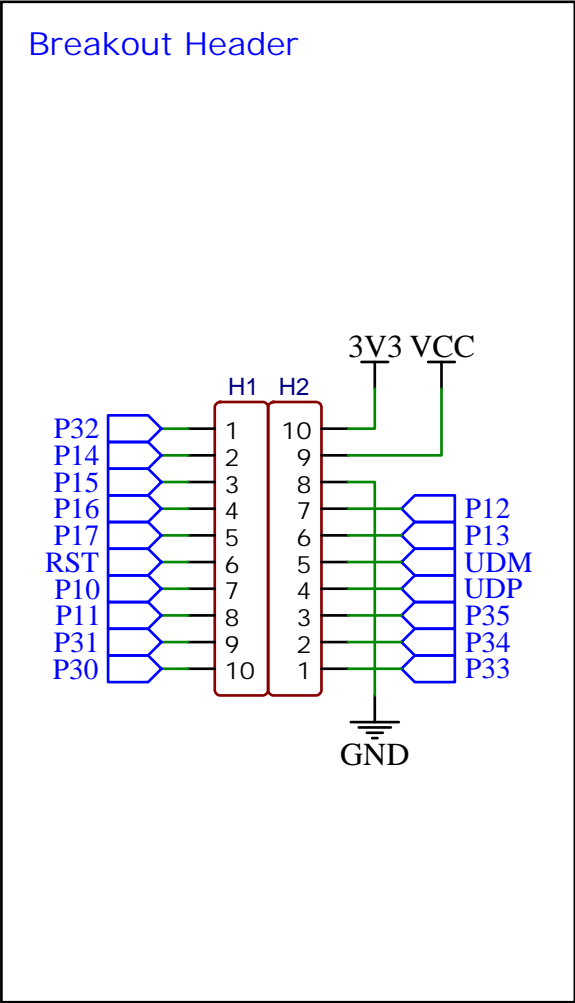 Breakout Header
3V3 VCC
H1 H2
P32 1 10
P14 2 9
P15 3 8
P16 4 7 P12
P17 5 6 P13
RST 6 5 UDM
P10 7 4 UDP
P11 8 3 P35
P31 9 2 P34
P30 10 1 P33
GND